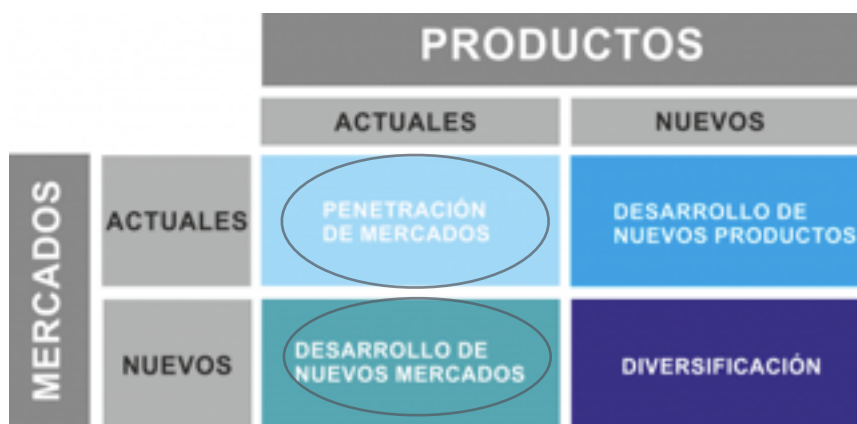 PRODUCTOS
ACTUALES
NUEVOS
MERCADOS
ACTUALES
PENETRACIÓN
DE MERCADOS
DESARROLLO DE
NUEVOS PRODUCTOS
NUEVOS
DESARROLLO DE
NUEVOS MERCADOS
DIVERSIFICACIÓN